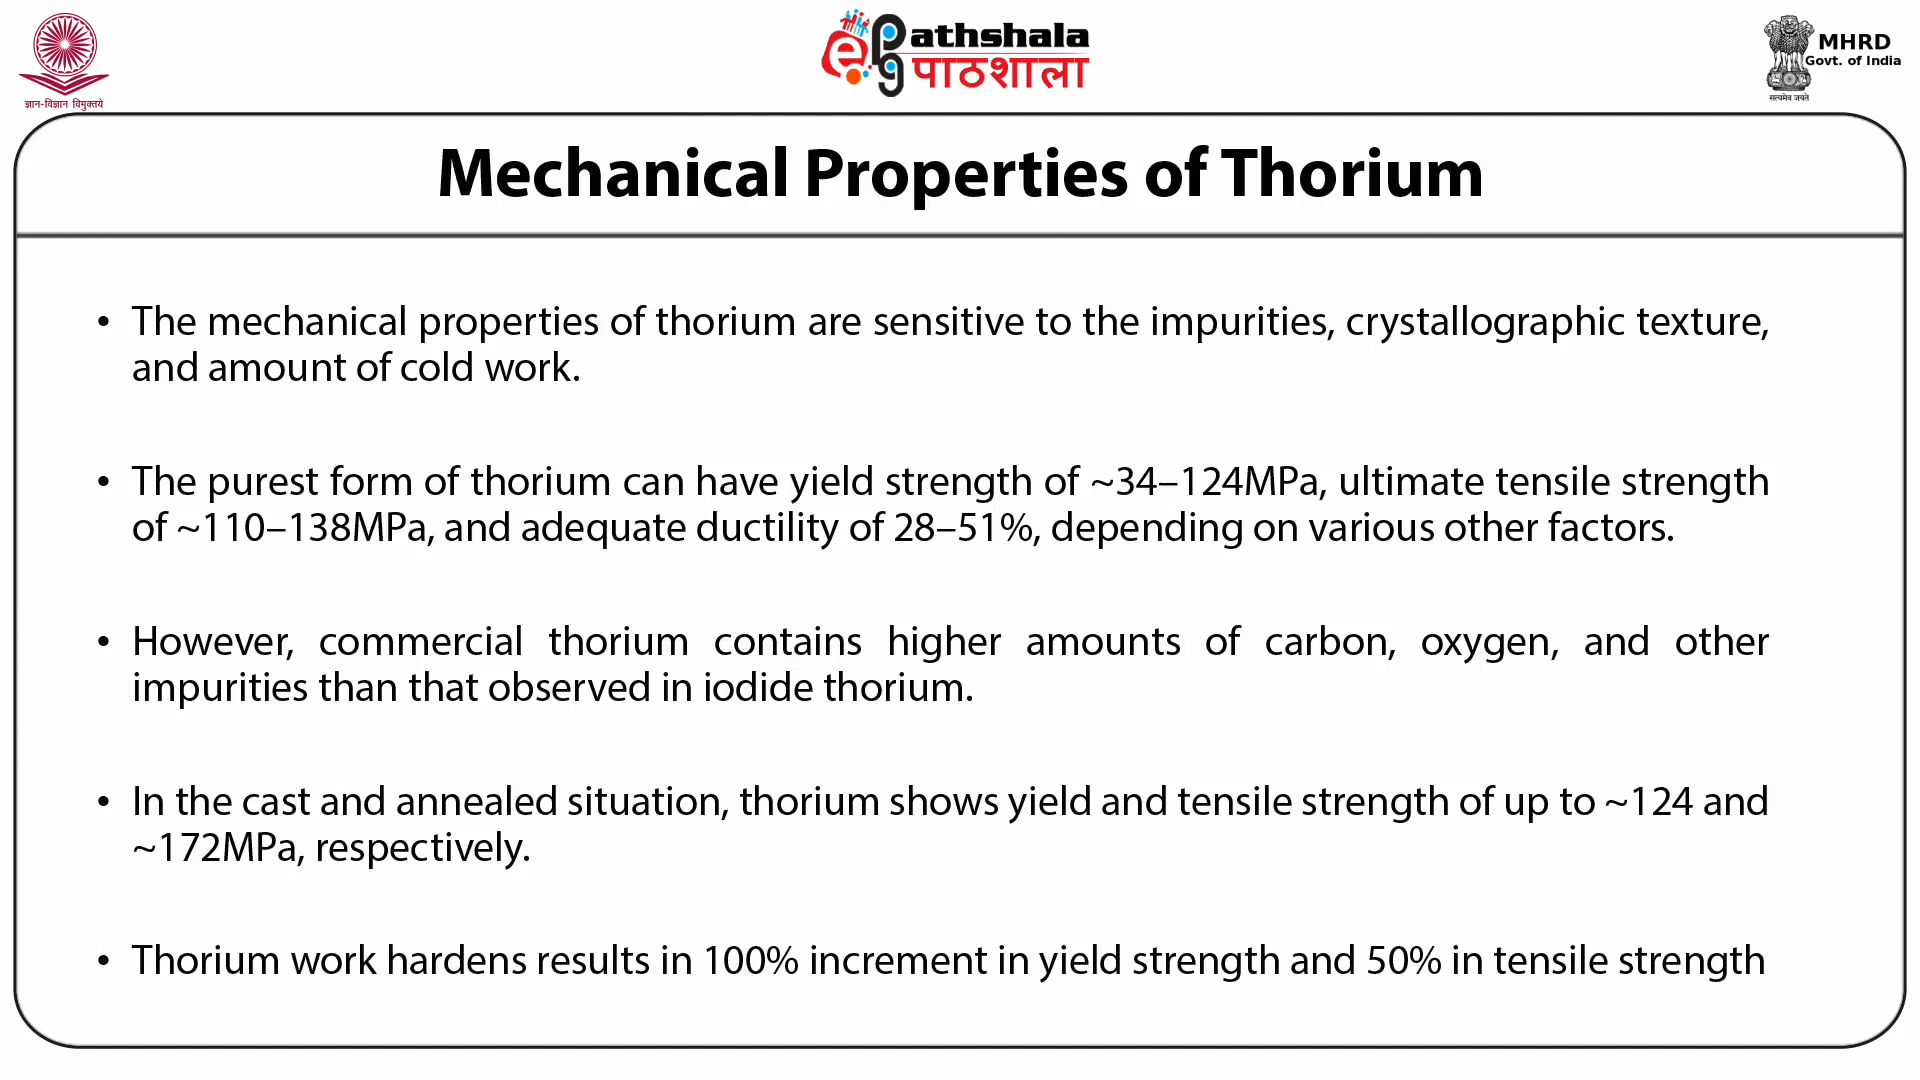 ज्ञान-विज्ञान विमुक्तये
ePathshala
पाठशाला
MHRD
Govt. of India
सत्यमेव जयते
Mechanical Properties of Thorium
• The mechanical properties of thorium are sensitive to the impurities, crystallographic texture,
and amount of cold work.
• The purest form of thorium can have yield strength of ~34–124MPa, ultimate tensile strength
of ~110–138MPa, and adequate ductility of 28–51%, depending on various other factors.
• However, commercial thorium contains higher amounts of carbon, oxygen, and other
impurities than that observed in iodide thorium.
• In the cast and annealed situation, thorium shows yield and tensile strength of up to ~124 and
~172MPa, respectively.
• Thorium work hardens results in 100% increment in yield strength and 50% in tensile strength